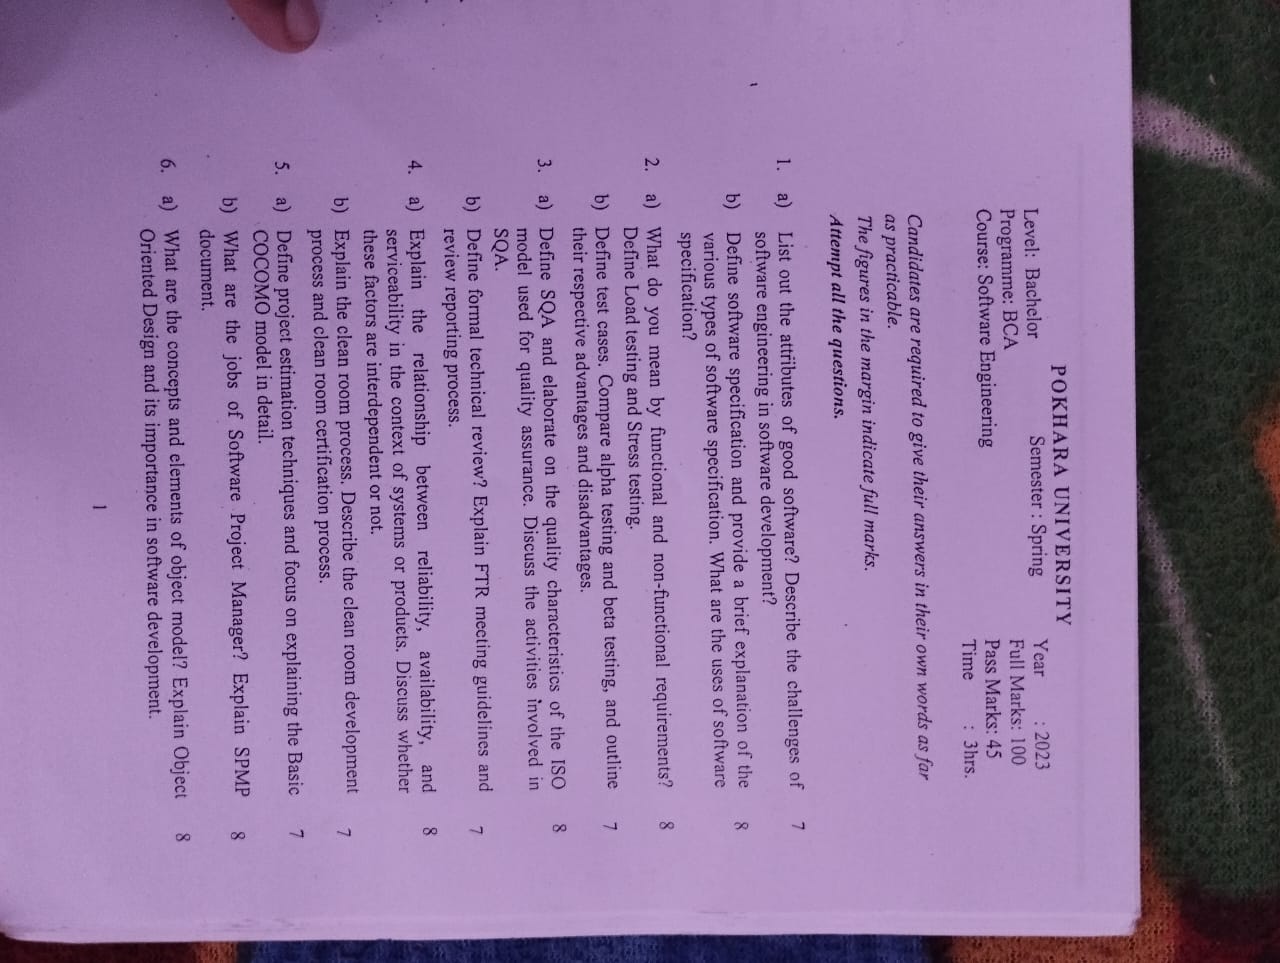 POKHARA UNIVERSITY
Level: Bachelor Semester : Spring Year : 2023
Programme: BCA Full Marks: 100
Course: Software Engineering Pass Marks: 45
Time : 3hrs.
Candidates are required to give their answers in their own words as far
as practicable.
The figures in the margin indicate full marks.
Attempt all the questions.
1. a) List out the attributes of good software? Describe the challenges of 7
software engineering in software development?
b) Define software specification and provide a brief explanation of the 8
various types of software specification. What are the uses of software
specification?
2. a) What do you mean by functional and non-functional requirements? 8
Define Load testing and Stress testing.
b) Define test cases. Compare alpha testing and beta testing, and outline 7
their respective advantages and disadvantages.
3. a) Define SQA and elaborate on the quality characteristics of the ISO 8
model used for quality assurance. Discuss the activities involved in
SQA.
b) Define formal technical review? Explain FTR meeting guidelines and 7
review reporting process.
4. a) Explain the relationship between reliability, availability, and 8
serviceability in the context of systems or products. Discuss whether
these factors are interdependent or not.
b) Explain the clean room process. Describe the clean room development 7
process and clean room certification process.
5. a) Define project estimation techniques and focus on explaining the Basic 7
COCOMO model in detail.
b) What are the jobs of Software Project Manager? Explain SPMP 8
document.
6. a) What are the concepts and elements of object model? Explain Object 8
Oriented Design and its importance in software development.
1